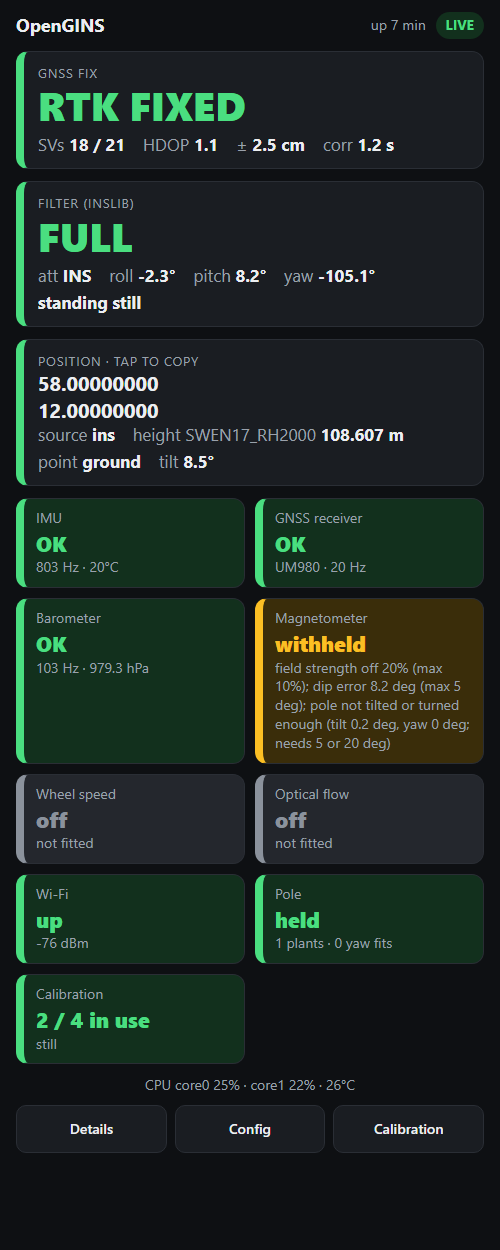 OpenGINS
up 7 min
LIVE
GNSS FIX
RTK FIXED
SVs 18 / 21 HDOP 1.1 ± 2.5 cm corr 1.2 s
FILTER (INSLIB)
FULL
att INS roll -2.3° pitch 8.2° yaw -105.1°
standing still
POSITION · TAP TO COPY
58.00000000
12.00000000
source ins height SWEN17_RH2000 108.607 m
point ground tilt 8.5°
IMU
OK
803 Hz · 20°C
GNSS receiver
OK
UM980 · 20 Hz
Barometer
OK
103 Hz · 979.3 hPa
Magnetometer
withheld
field strength off 20% (max
10%); dip error 8.2 deg (max 5
deg); pole not tilted or turned
enough (tilt 0.2 deg, yaw 0 deg;
needs 5 or 20 deg)
Wheel speed
off
not fitted
Optical flow
off
not fitted
Wi-Fi
up
-76 dBm
Pole
held
1 plants · 0 yaw fits
Calibration
2 / 4 in use
still
CPU core0 25% · core1 22% · 26°C
Details
Config
Calibration